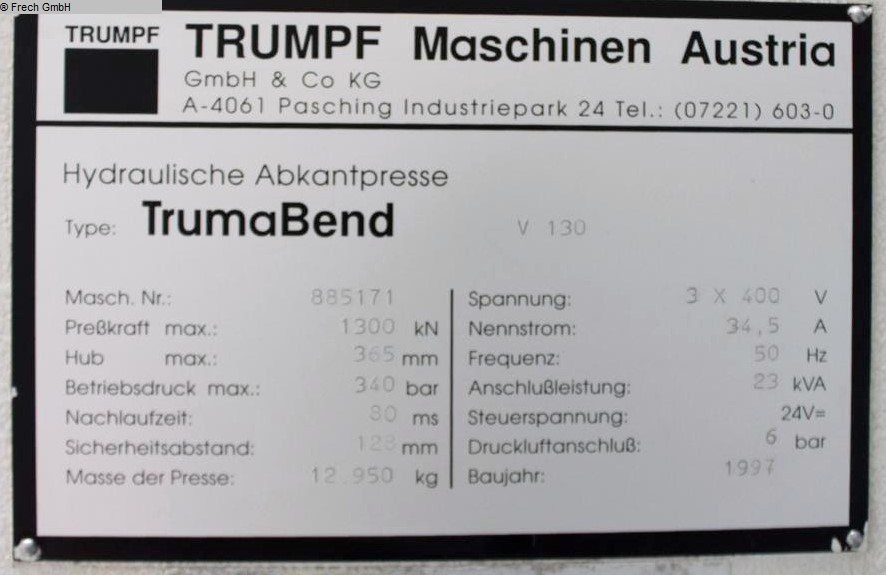 © Frech GmbH
TRUMPF
TRUMPF Maschinen Austria
GmbH & Co KG
A-4061 Pasching Industriepark 24 Tel.: (07221) 603-0
Hydraulische Abkantpresse
Type: TrumaBend V 130
Masch. Nr.: 885171
Preßkraft max.: 1300 kN
Hub max.: 365 mm
Betriebsdruck max.: 340 bar
Nachlaufzeit: 80 ms
Sicherheitsabstand: 128 mm
Masse der Presse: 12.950 kg
Spannung: 3 X 400 V
Nennstrom: 34,5 A
Frequenz: 50 Hz
Anschlußleistung: 23 kVA
Steuerspannung: 24V=
Druckluftanschluß: 6 bar
Baujahr: 1997